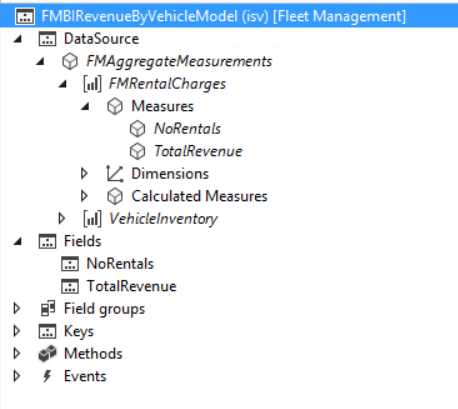 FMBIRevenueByVehicleModel (isv) [Fleet Management]
DataSource
FMAggregateMeasurements
FMRentalCharges
Measures
NoRentals
TotalRevenue
Dimensions
Calculated Measures
VehicleInventory
Fields
NoRentals
TotalRevenue
Field groups
Keys
Methods
Events